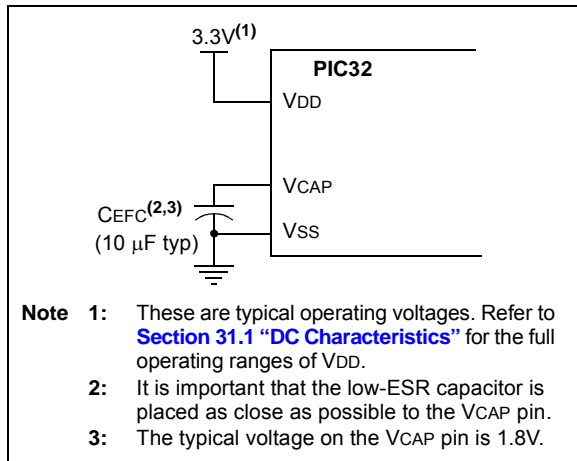 3.3V(1)
PIC32
VDD
VCAP
CEFC(2,3)
(10 μF typ)
VSS
Note 1: These are typical operating voltages. Refer to
Section 31.1 “DC Characteristics” for the full
operating ranges of VDD.
2: It is important that the low-ESR capacitor is
placed as close as possible to the VCAP pin.
3: The typical voltage on the VCAP pin is 1.8V.